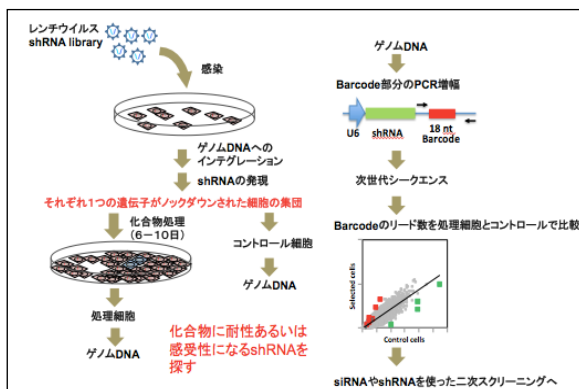 レンチウイルス
shRNA library
感染
ゲノムDNAへの
インテグレーション
shRNAの発現
それぞれ1つの遺伝子がノックダウンされた細胞の集団
化合物処理
(6－10日)
コントロール細胞
ゲノムDNA
処理細胞
ゲノムDNA
化合物に耐性あるいは
感受性になるshRNAを
探す
ゲノムDNA
Barcode部分のPCR増幅
U6
shRNA
18 nt
Barcode
次世代シークエンス
Barcodeのリード数を処理細胞とコントロールで比較
Selected cells
Control cells
siRNAやshRNAを使った二次スクリーニングへ